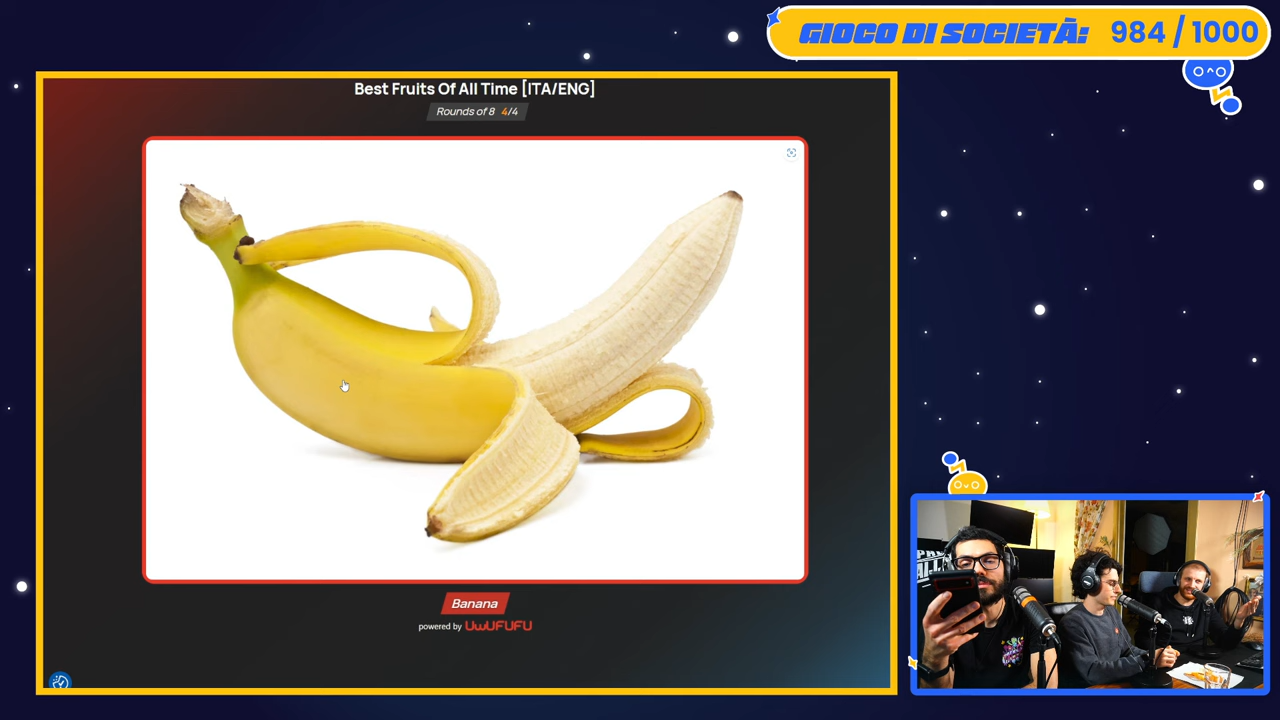 GIOCO DI SOCIETÀ: 984 / 1000
Best Fruits Of All Time [ITA/ENG]
Rounds of 8 4/4
Banana
powered by UWUFUFU